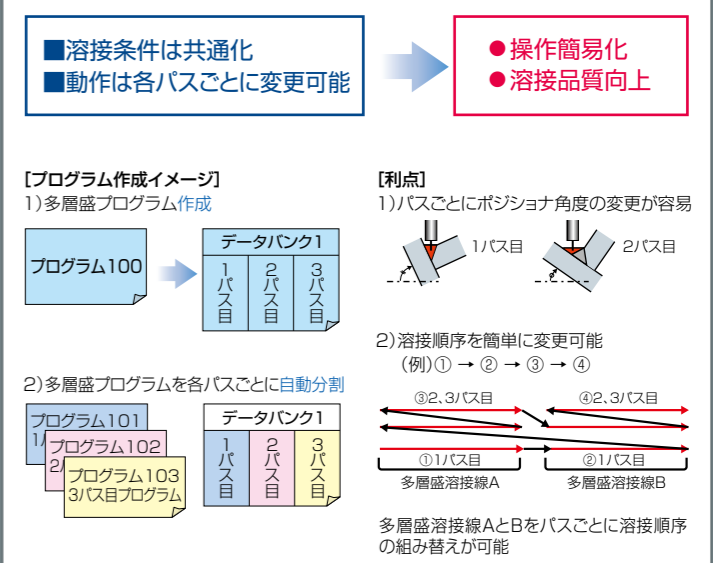 ■溶接条件は共通化
■動作は各パスごとに変更可能
●操作簡易化
●溶接品質向上
[プログラム作成イメージ]
1)多層盛プログラム作成
プログラム100
データバンク1
1パス目
2パス目
3パス目
2)多層盛プログラムを各パスごとに自動分割
プログラム101
1パ
プログラム102
2パ
プログラム103
3パス目プログラム
データバンク1
1パス目
2パス目
3パス目
[利点]
1)パスごとにポジショナ角度の変更が容易
1パス目
2パス目
2)溶接順序を簡単に変更可能
(例)① → ② → ③ → ④
③2、3パス目
④2、3パス目
①1パス目
②1パス目
多層盛溶接線A
多層盛溶接線B
多層盛溶接線AとBをパスごとに溶接順序
の組み替えが可能